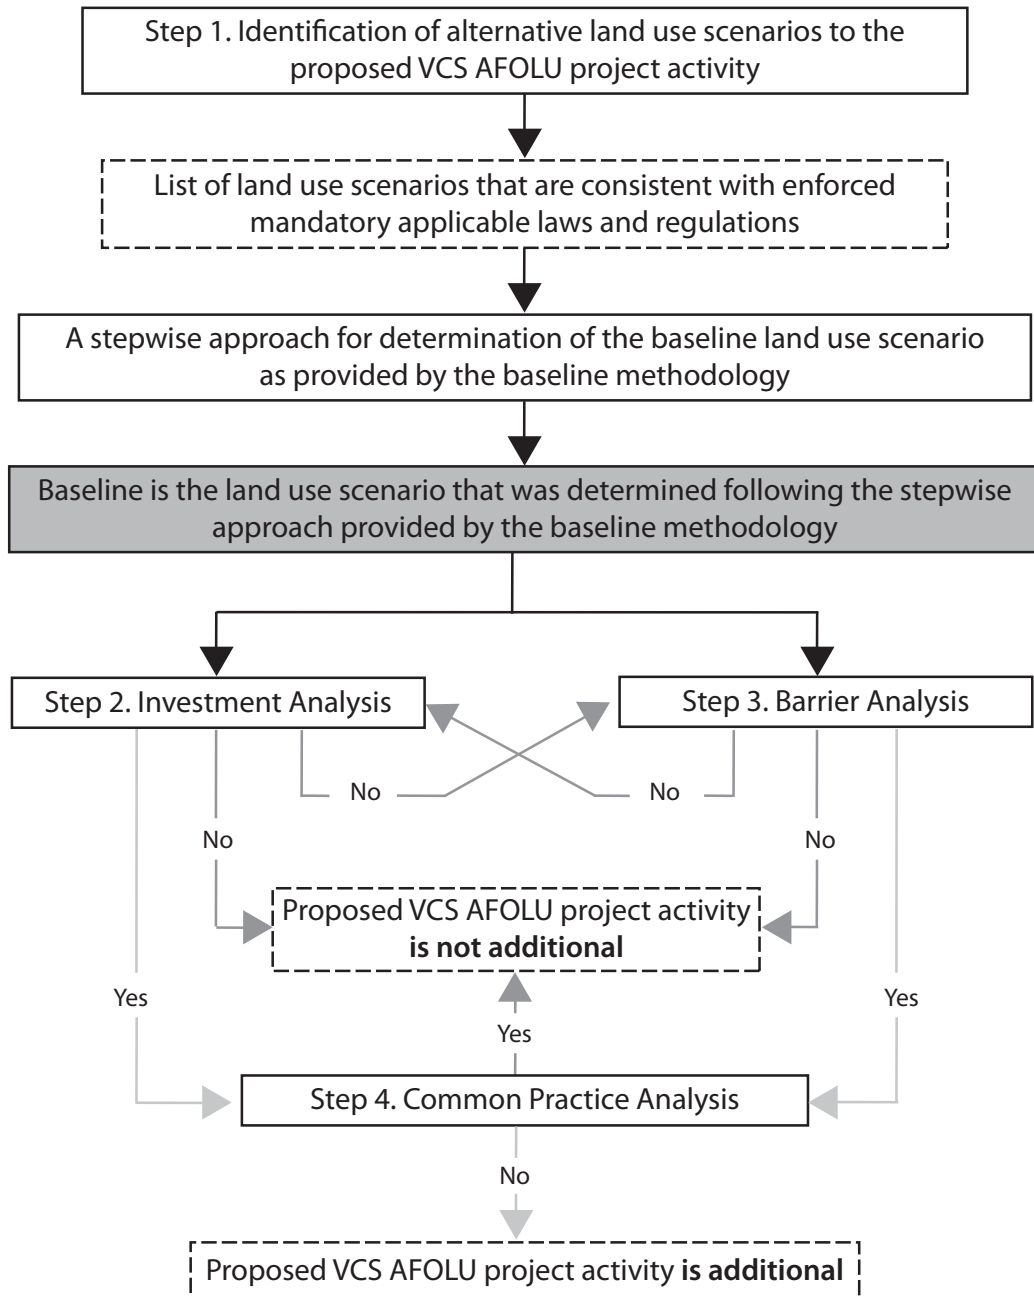 Step 1. Identification of alternative land use scenarios to the
proposed VCS AFOLU project activity
List of land use scenarios that are consistent with enforced
mandatory applicable laws and regulations
A stepwise approach for determination of the baseline land use scenario
as provided by the baseline methodology
Baseline is the land use scenario that was determined following the stepwise
approach provided by the baseline methodology
Step 2. Investment Analysis
Step 3. Barrier Analysis
No
No
No
No
Proposed VCS AFOLU project activity
is not additional
Yes
Yes
Yes
Step 4. Common Practice Analysis
No
Proposed VCS AFOLU project activity is additional